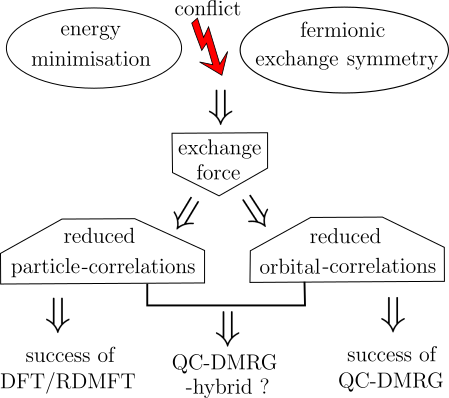 conflict
energy
minimisation
fermionic
exchange symmetry
exchange
force
reduced
particle-correlations
reduced
orbital-correlations
success of
DFT/RDMFT
QC-DMRG
-hybrid ?
success of
QC-DMRG